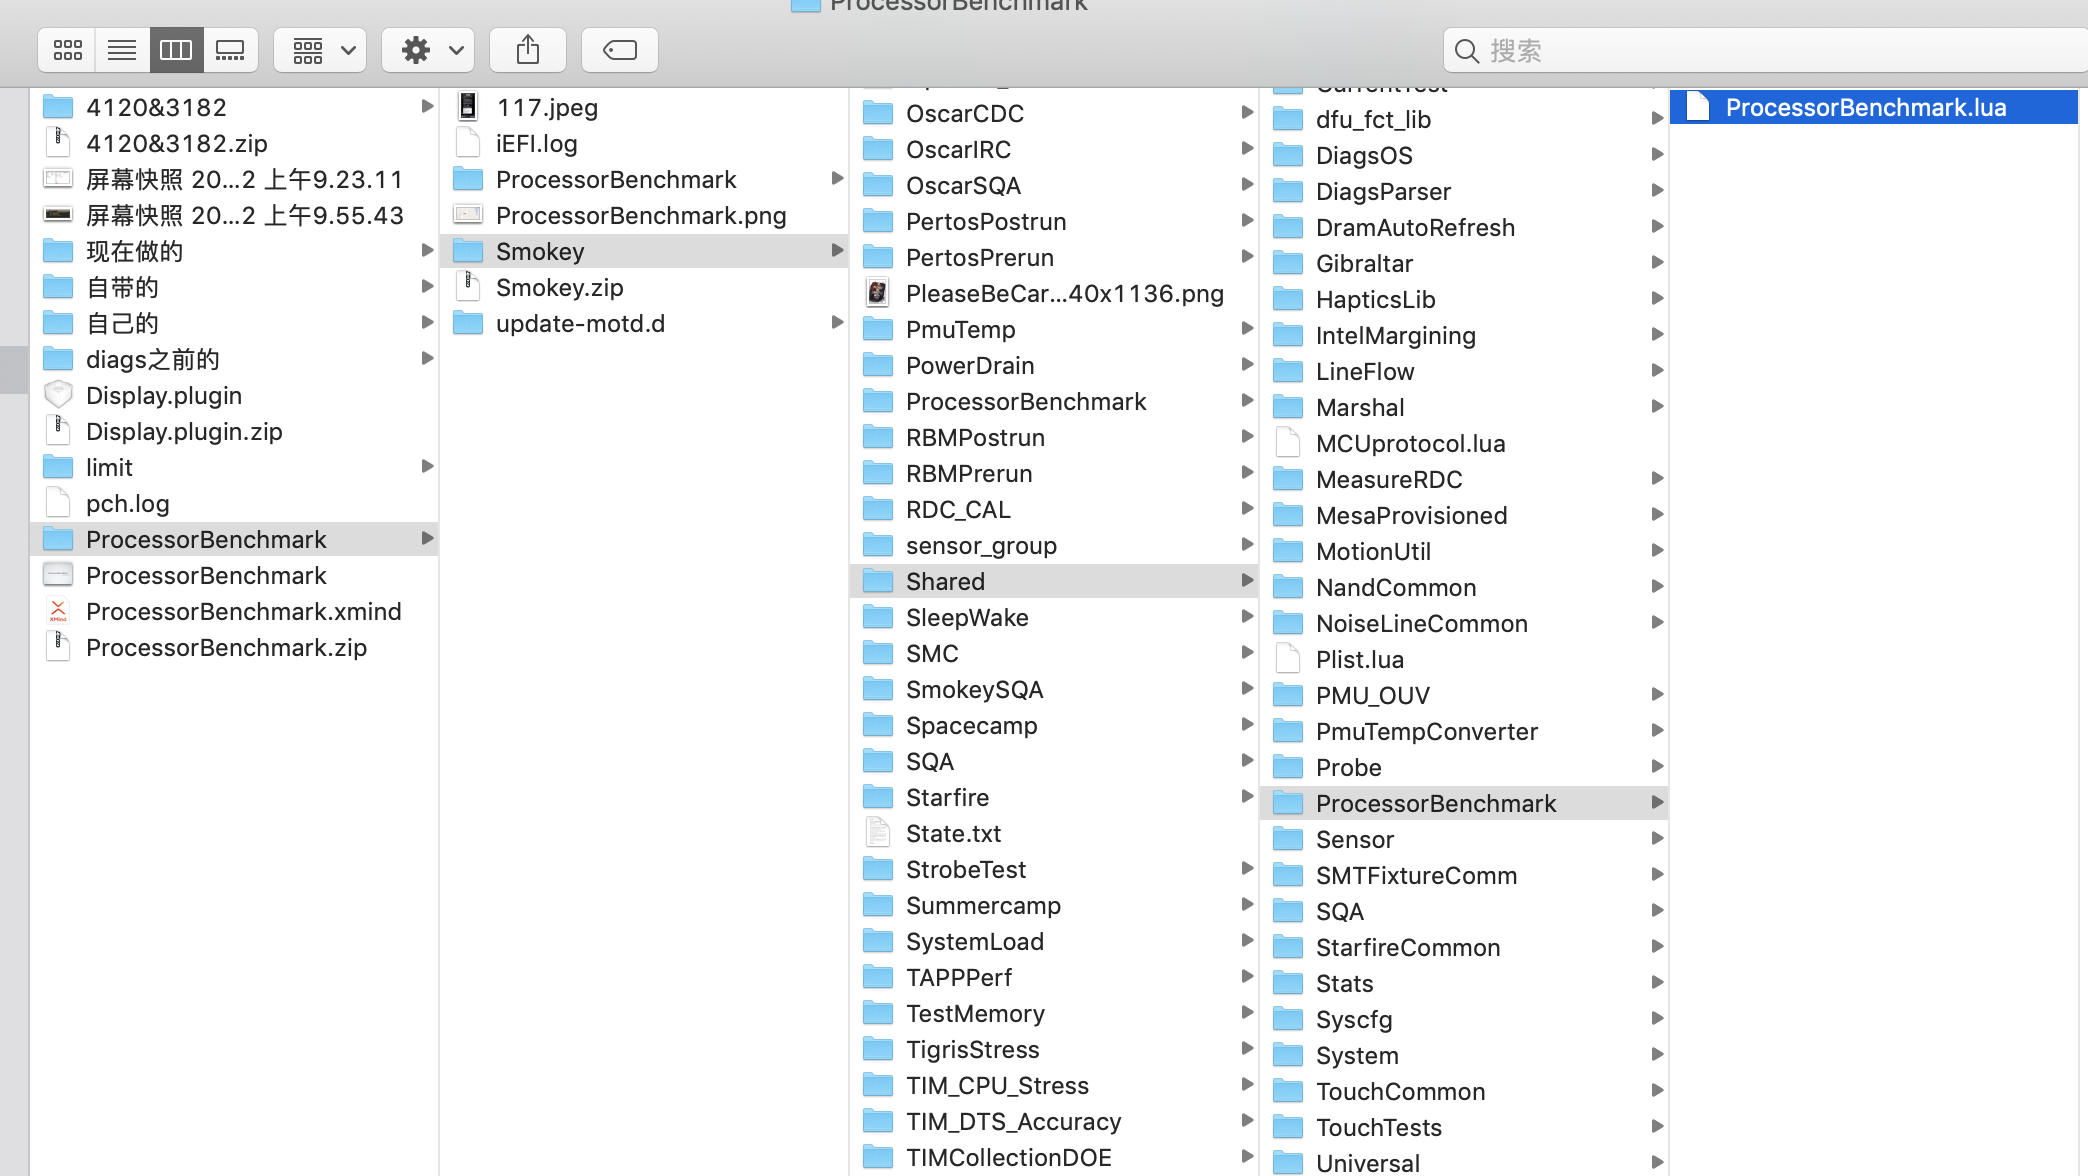 ProcessorBenchmark
搜索
4120&3182
4120&3182.zip
屏幕快照 20...2 上午9.23.11
屏幕快照 20...2 上午9.55.43
现在做的
自带的
自己的
diags之前的
Display.plugin
Display.plugin.zip
limit
pch.log
ProcessorBenchmark
ProcessorBenchmark
ProcessorBenchmark.xmind
ProcessorBenchmark.zip
117.jpeg
iEFI.log
ProcessorBenchmark
ProcessorBenchmark.png
Smokey
Smokey.zip
update-motd.d
OscarCDC
OscarIRC
OscarSQA
PertosPostrun
PertosPrerun
PleaseBeCar...40x1136.png
PmuTemp
PowerDrain
ProcessorBenchmark
RBMPostrun
RBMPrerun
RDC_CAL
sensor_group
Shared
SleepWake
SMC
SmokeySQA
Spacecamp
SQA
Starfire
State.txt
StrobeTest
Summercamp
SystemLoad
TAPPPerf
TestMemory
TigrisStress
TIM_CPU_Stress
TIM_DTS_Accuracy
TIMCollectionDOE
CurrentTest
dfu_fct_lib
DiagsOS
DiagsParser
DramAutoRefresh
Gibraltar
HapticsLib
IntelMargining
LineFlow
Marshal
MCUprotocol.lua
MeasureRDC
MesaProvisioned
MotionUtil
NandCommon
NoiseLineCommon
Plist.lua
PMU_OUV
PmuTempConverter
Probe
ProcessorBenchmark
Sensor
SMTFixtureComm
SQA
StarfireCommon
Stats
Syscfg
System
TouchCommon
TouchTests
Universal
ProcessorBenchmark.lua